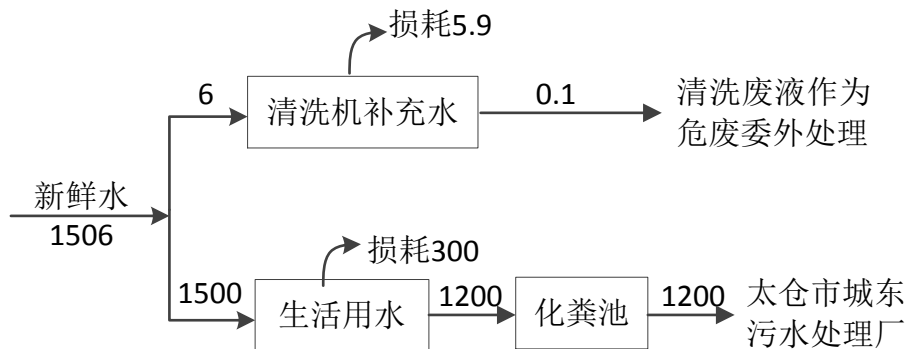 损耗5.9
6
清洗机补充水
0.1
清洗废液作为
危废委外处理
新鲜水
1506
损耗300
1500
生活用水
1200
化粪池
1200
太仓市城东
污水处理厂